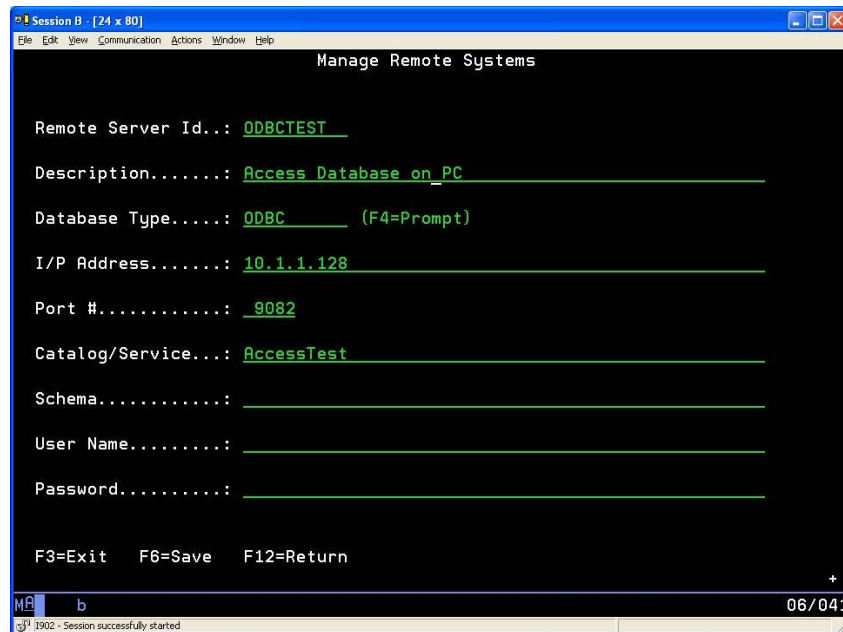 Session B - [24 x 80]
File Edit View Communication Actions Window Help
Manage Remote Systems
Remote Server Id..: ODBCTEST
Description.......: Access Database on PC
Database Type.....: ODBC (F4=Prompt)
I/P Address.......: 10.1.1.128
Port #............: 9082
Catalog/Service...: AccessTest
Schema............:
User Name.........:
Password..........:
F3=Exit F6=Save F12=Return
+
MA b 06/041
I902 - Session successfully started